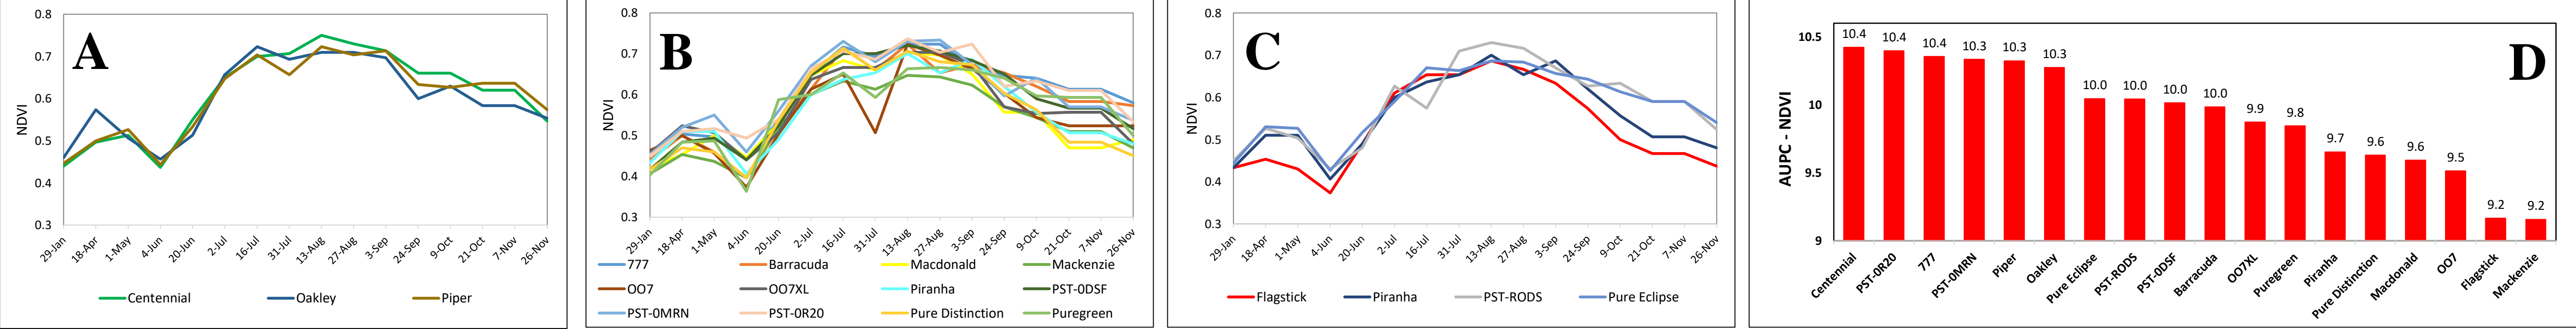 A
0.8
0.7
0.6
0.5
0.4
0.3
NDVI
29-Jan
18-Apr
1-May
4-Jun
20-Jun
2-Jul
16-Jul
31-Jul
13-Aug
27-Aug
3-Sep
24-Sep
9-Oct
21-Oct
7-Nov
26-Nov
Centennial Oakley Piper
B
0.8
0.7
0.6
0.5
0.4
0.3
NDVI
29-Jan
18-Apr
1-May
4-Jun
20-Jun
2-Jul
16-Jul
31-Jul
13-Aug
27-Aug
3-Sep
24-Sep
9-Oct
21-Oct
7-Nov
26-Nov
777 Barracuda Macdonald Mackenzie
OO7 OO7XL Piranha PST-0DSF
PST-0MRN PST-0R20 Pure Distinction Puregreen
C
0.8
0.7
0.6
0.5
0.4
0.3
NDVI
29-Jan
18-Apr
1-May
4-Jun
20-Jun
2-Jul
16-Jul
31-Jul
13-Aug
27-Aug
3-Sep
24-Sep
9-Oct
21-Oct
7-Nov
26-Nov
Flagstick Piranha PST-RODS Pure Eclipse
D
10.5
10
9.5
9
AUPC - NDVI
10.4 10.4 10.4 10.3 10.3 10.3 10.0 10.0 10.0 10.0 9.9 9.8 9.7 9.6 9.6 9.5 9.2 9.2
Centennial
PST-0R20
777
PST-0MRN
Piper
Oakley
Pure Eclipse
PST-RODS
PST-0DSF
Barracuda
OO7XL
Puregreen
Piranha
Pure Distinction
Macdonald
OO7
Flagstick
Mackenzie